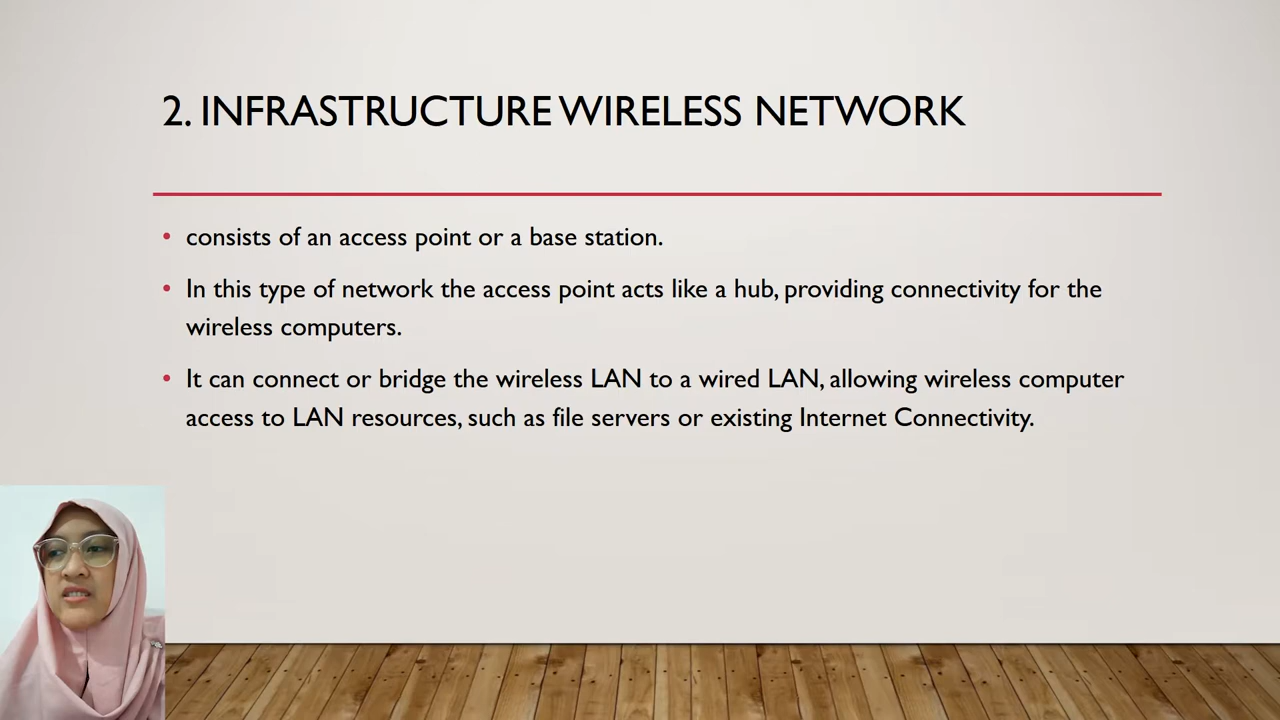 2. INFRASTRUCTURE WIRELESS NETWORK
• consists of an access point or a base station.
• In this type of network the access point acts like a hub, providing connectivity for the
wireless computers.
• It can connect or bridge the wireless LAN to a wired LAN, allowing wireless computer
access to LAN resources, such as file servers or existing Internet Connectivity.